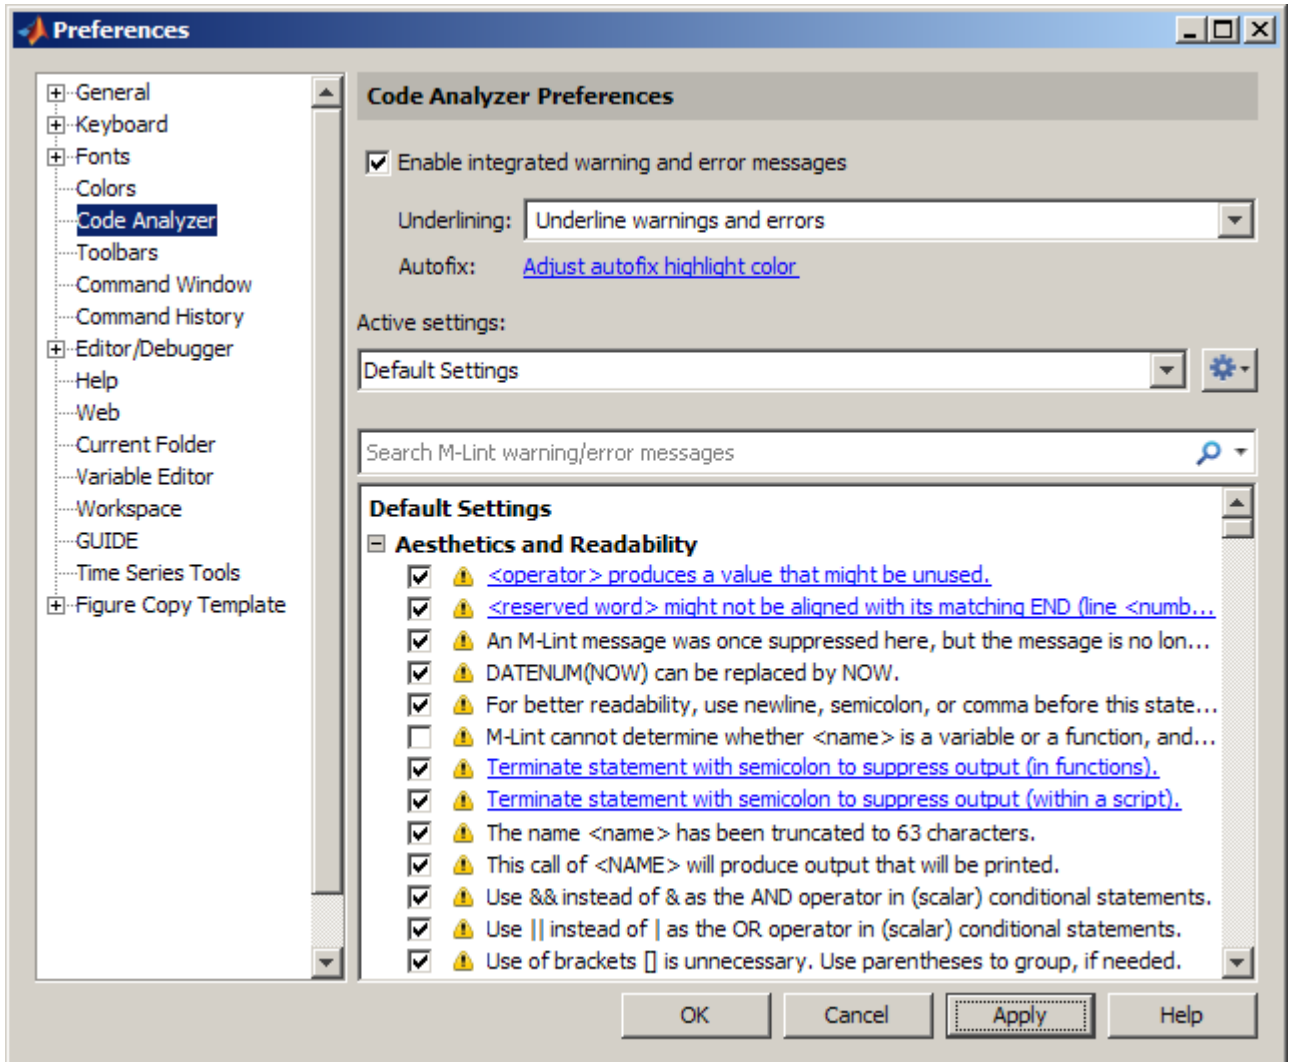 Preferences
General
Keyboard
Fonts
Colors
Code Analyzer
Toolbars
Command Window
Command History
Editor/Debugger
Help
Web
Current Folder
Variable Editor
Workspace
GUIDE
Time Series Tools
Figure Copy Template
Code Analyzer Preferences
Enable integrated warning and error messages
Underlining: Underline warnings and errors
Autofix: Adjust autofix highlight color
Active settings:
Default Settings
Search M-Lint warning/error messages
Default Settings
Aesthetics and Readability
<operator> produces a value that might be unused.
<reserved word> might not be aligned with its matching END (line <numb...
An M-Lint message was once suppressed here, but the message is no lon...
DATENUM(NOW) can be replaced by NOW.
For better readability, use newline, semicolon, or comma before this state...
M-Lint cannot determine whether <name> is a variable or a function, and...
Terminate statement with semicolon to suppress output (in functions).
Terminate statement with semicolon to suppress output (within a script).
The name <name> has been truncated to 63 characters.
This call of <NAME> will produce output that will be printed.
Use && instead of & as the AND operator in (scalar) conditional statements.
Use || instead of | as the OR operator in (scalar) conditional statements.
Use of brackets [] is unnecessary. Use parentheses to group, if needed.
OK Cancel Apply Help